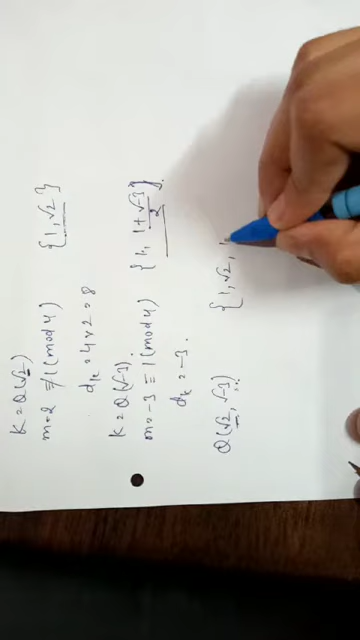 K = Q(√2)
m = 2 ≢ 1 (mod 4) {1, √2}
d_K = 4 × 2 = 8
K = Q(√-3).
m = -3 ≡ 1 (mod 4) {1, (1+√-3)/2}.
d_K = -3.
Q(√2, √-3) {1, √2, 1